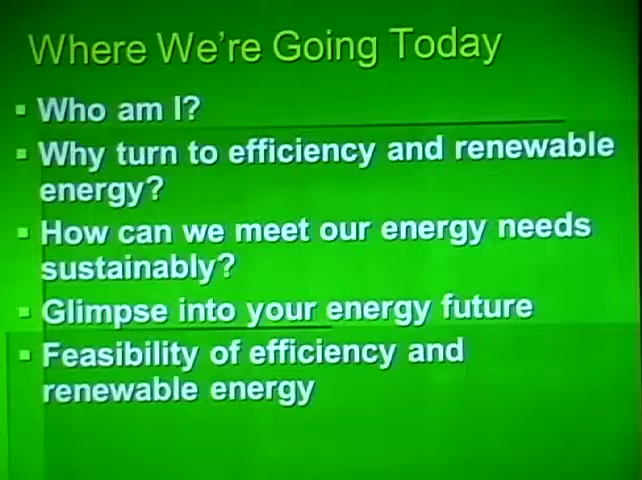 Where We're Going Today
Who am I?
Why turn to efficiency and renewable
energy?
How can we meet our energy needs
sustainably?
Glimpse into your energy future
Feasibility of efficiency and
renewable energy